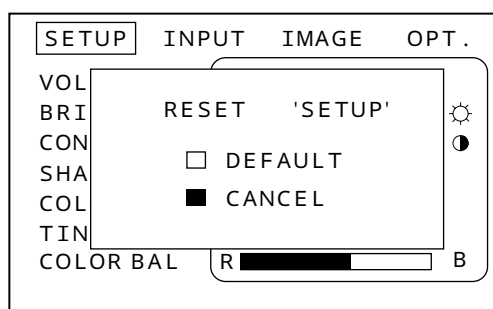 SETUP INPUT IMAGE OPT.
VOL
BRI
RESET 'SETUP'
CON
DEFAULT
SHA
CANCEL
COL
TIN
COLOR BAL R B